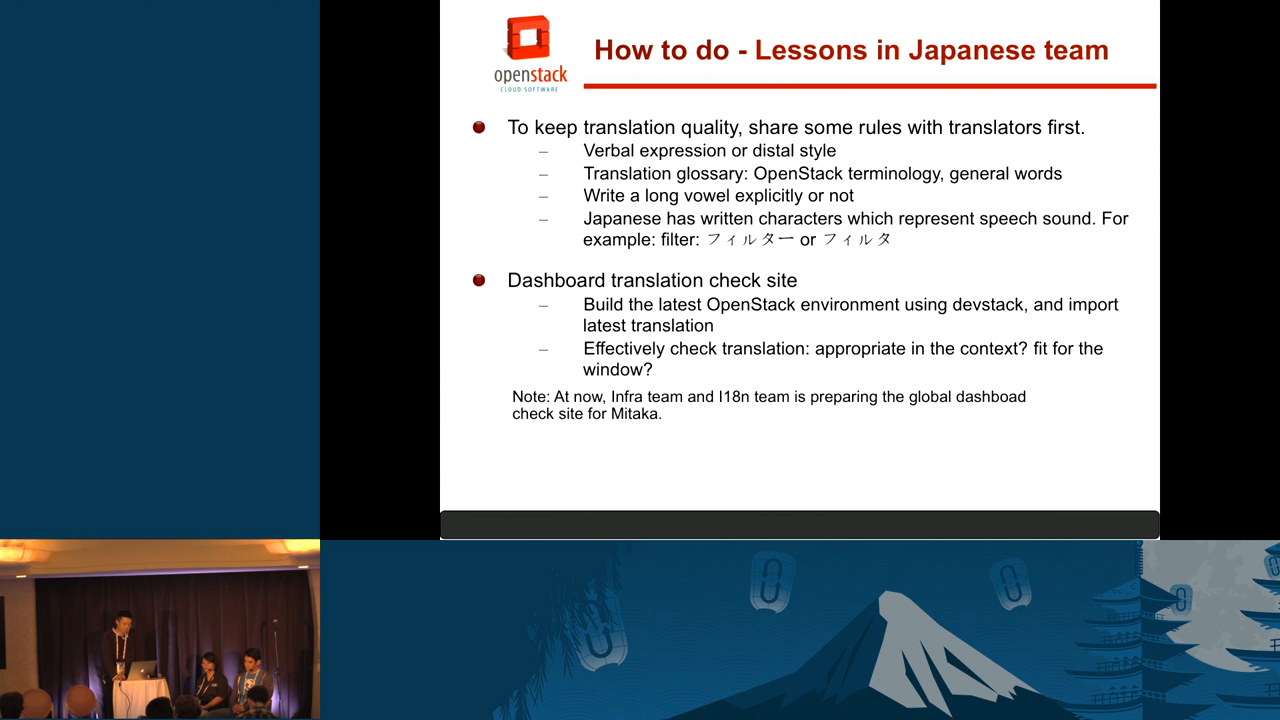 openstack
CLOUD SOFTWARE
How to do - Lessons in Japanese team
To keep translation quality, share some rules with translators first.
– Verbal expression or distal style
– Translation glossary: OpenStack terminology, general words
– Write a long vowel explicitly or not
– Japanese has written characters which represent speech sound. For
example: filter: フィルター or フィルタ
Dashboard translation check site
– Build the latest OpenStack environment using devstack, and import
latest translation
– Effectively check translation: appropriate in the context? fit for the
window?
Note: At now, Infra team and I18n team is preparing the global dashboad
check site for Mitaka.